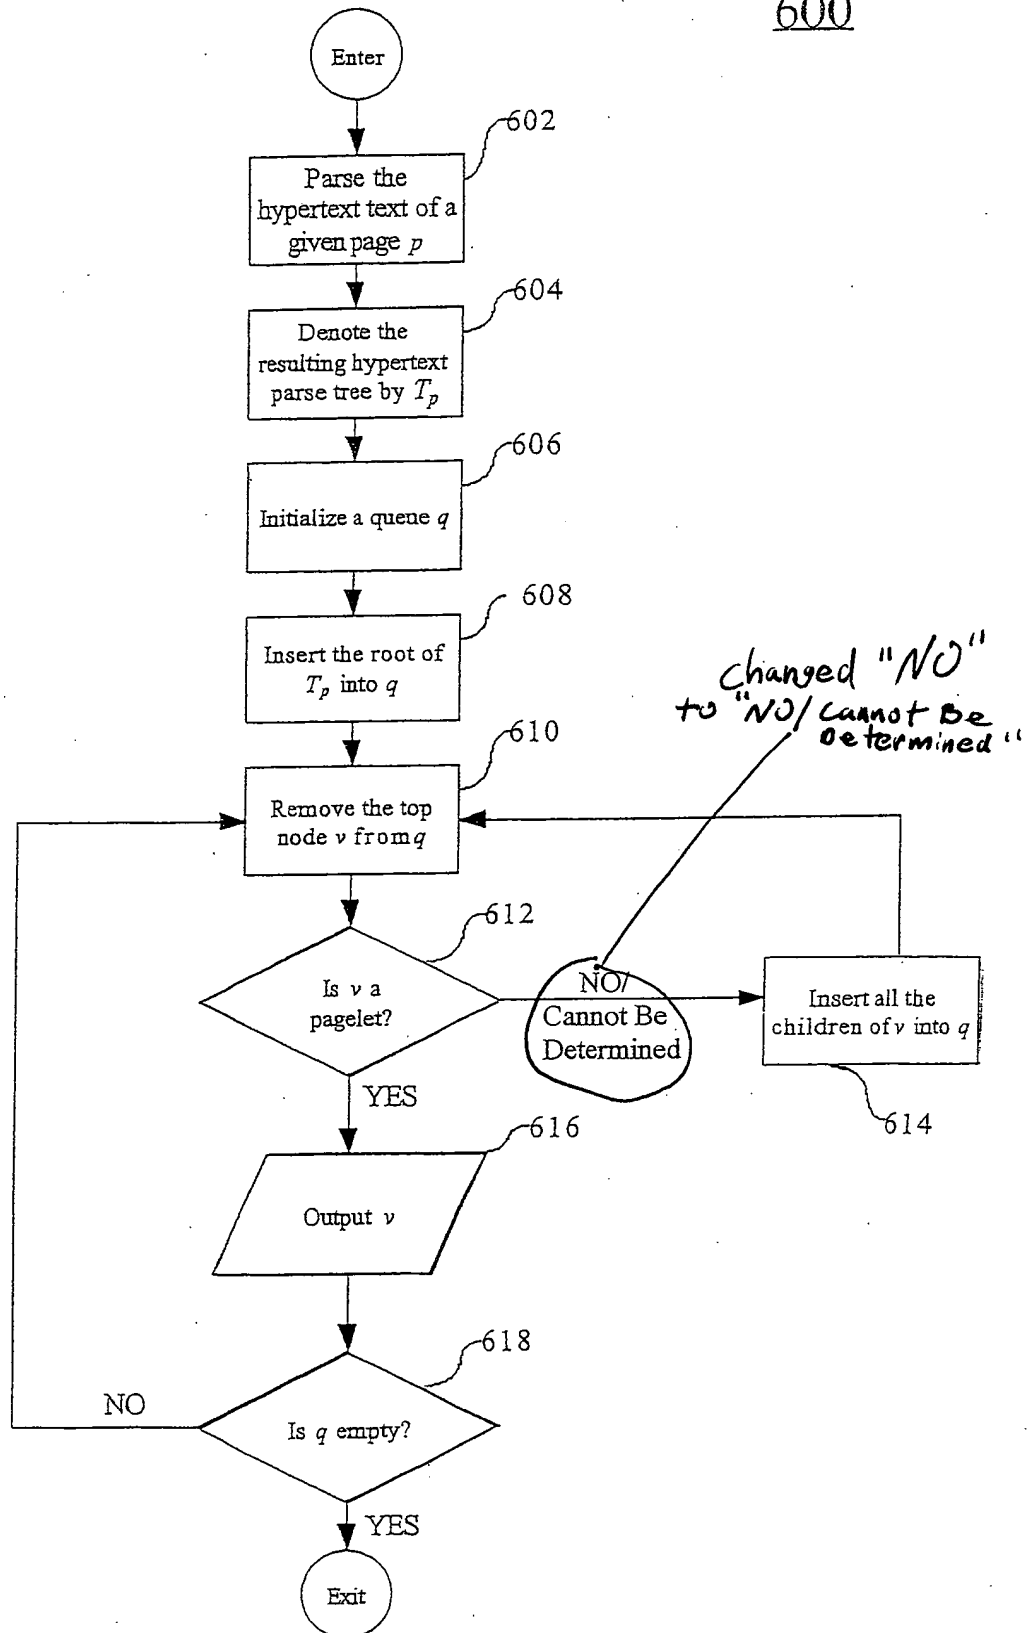 600
Enter
602
Parse the
hypertext text of a
given page p
604
Denote the
resulting hypertext
parse tree by Tp
606
Initialize a quene q
608
Insert the root of
Tp into q
changed "NO"
to "NO/ Cannot Be
Determined"
610
Remove the top
node v from q
612
Is v a
pagelet?
NO/
Cannot Be
Determined
Insert all the
children of v into q
614
YES
616
Output v
618
NO
Is q empty?
YES
Exit